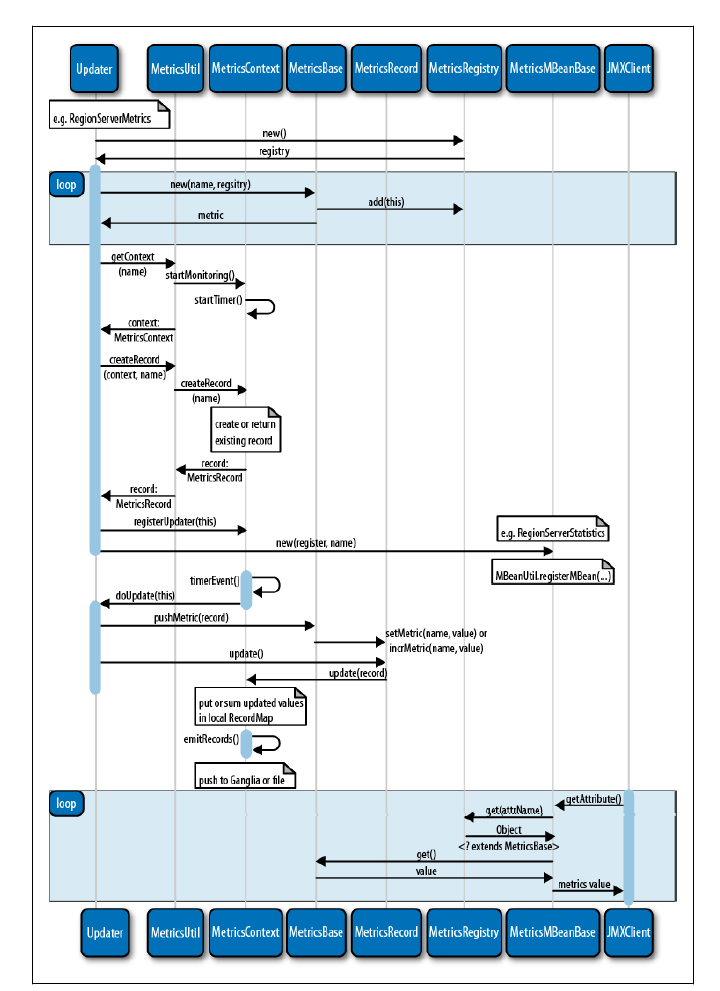 Updater MetricsUtil MetricsContext MetricsBase MetricsRecord MetricsRegistry MetricsMBeanBase JMXClient
e.g. RegionServerMetrics
new()
registry
loop
new(name, regsitry)
add(this)
metric
getContext
(name)
startMonitoring()
startTimer()
context:
MetricsContext
createRecord
(context, name)
createRecord
(name)
create or return
existing record
record:
MetricsRecord
record:
MetricsRecord
registerUpdater(this)
e.g. RegionServerStatistics
new(register, name)
MBeanUtil.registerMBean(...)
timerEvent()
doUpdate(this)
pushMetric(record)
setMetric(name, value) or
incrMetric(name, value)
update()
update(record)
put or sum updated values
in local RecordMap
emitRecords()
push to Ganglia or file
loop
getAttribute()
get(attrName)
Object
<? extends MetricsBase>
get()
value
metrics value
Updater MetricsUtil MetricsContext MetricsBase MetricsRecord MetricsRegistry MetricsMBeanBase JMXClient